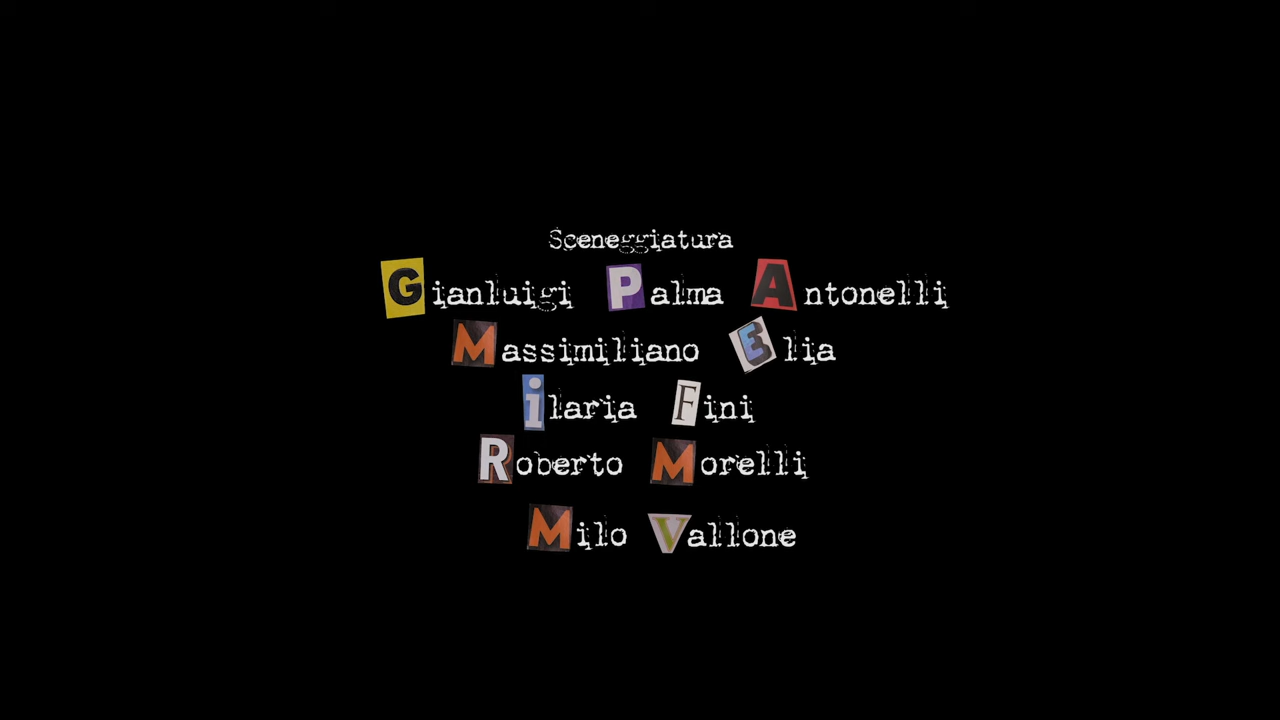 Sceneggiatura
Gianluigi Palma Antonelli
Massimiliano Elia
ilaria Fini
Roberto Morelli
Milo Vallone